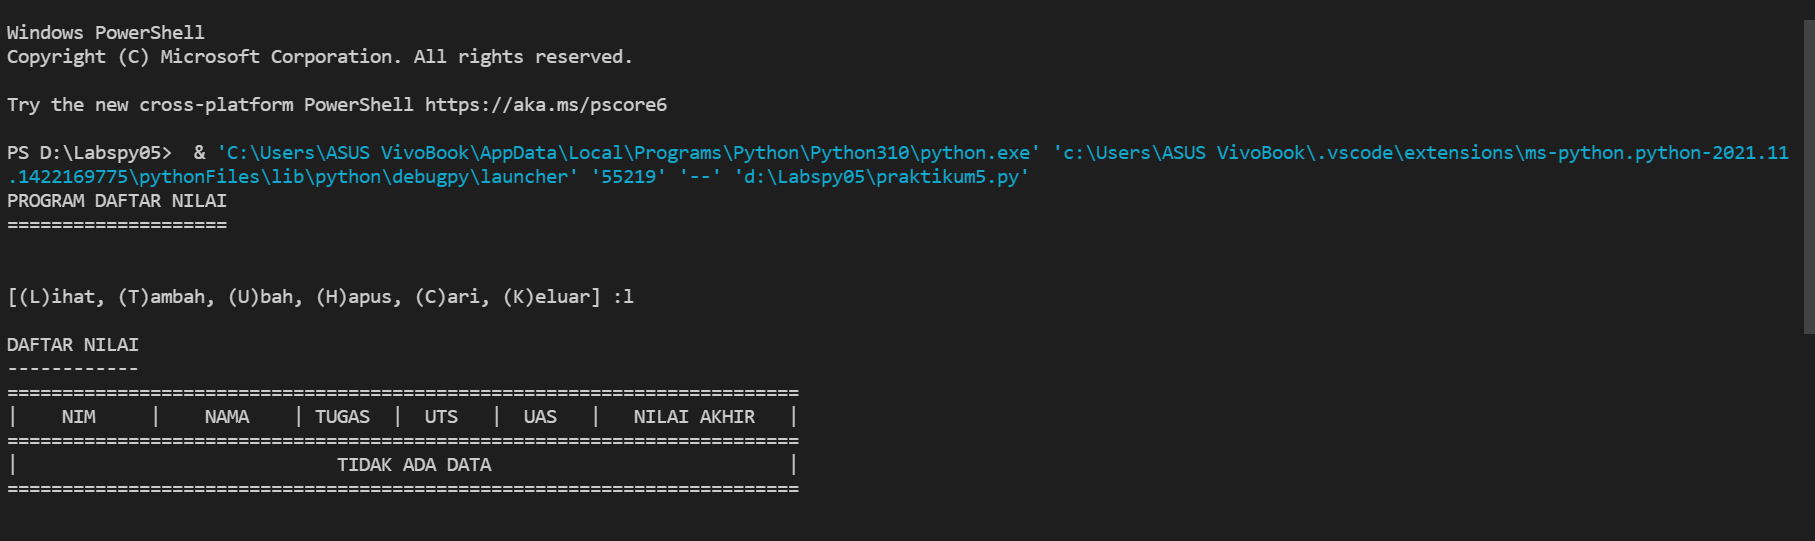 Windows PowerShell
Copyright (C) Microsoft Corporation. All rights reserved.
Try the new cross-platform PowerShell https://aka.ms/pscore6
PS D:\Labspy05>  & 'C:\Users\ASUS VivoBook\AppData\Local\Programs\Python\Python310\python.exe' 'c:\Users\ASUS VivoBook\.vscode\extensions\ms-python.python-2021.11
.1422169775\pythonFiles\lib\python\debugpy\launcher' '55219' '--' 'd:\Labspy05\praktikum5.py'
PROGRAM DAFTAR NILAI
====================
[(L)ihat, (T)ambah, (U)bah, (H)apus, (C)ari, (K)eluar] :l
DAFTAR NILAI
------------
========================================================================
|    NIM     |    NAMA    | TUGAS  |  UTS   |  UAS   |   NILAI AKHIR   |
========================================================================
|                             TIDAK ADA DATA                           |
========================================================================